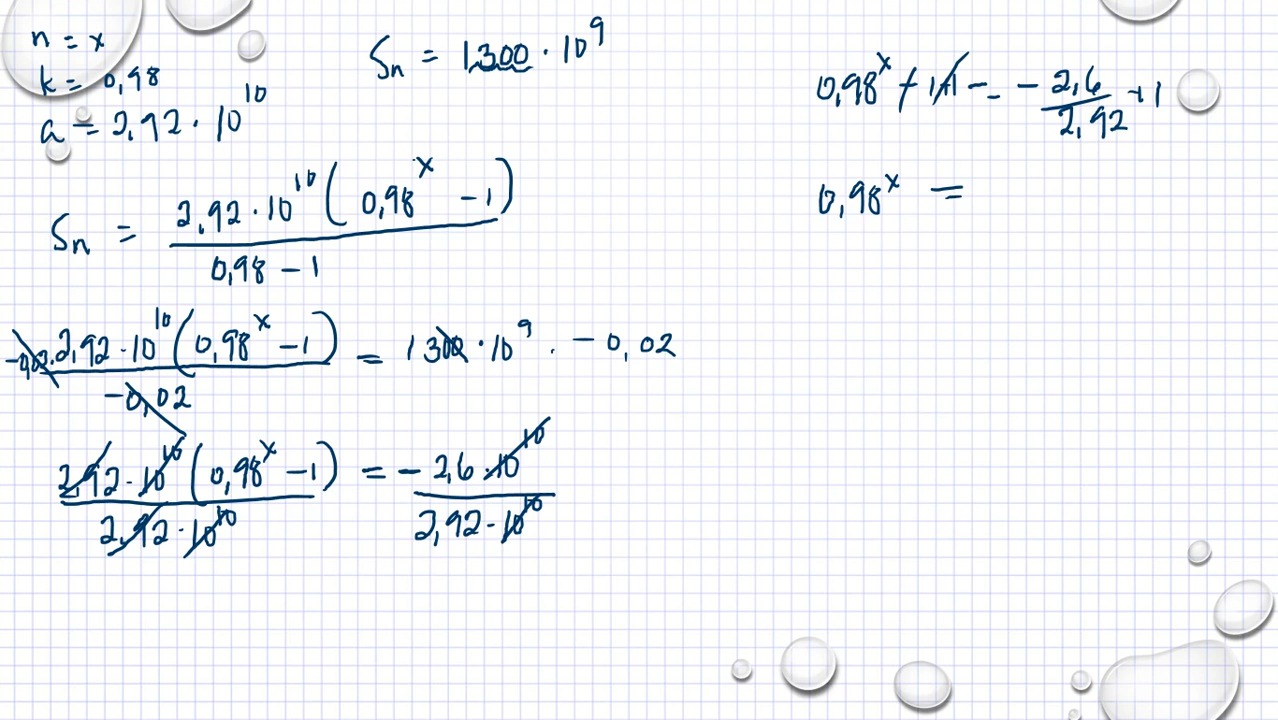 n = x
k = 0,98
a = 2,92 · 10^10
Sn = 1300 · 10^9
Sn = 2,92 · 10^10 (0,98^x - 1) / 0,98 - 1
-0,02 · 2,92 · 10^10 (0,98^x - 1) / -0,02 = 1300 · 10^9 · -0,02
2,92 · 10^10 (0,98^x - 1) / 2,92 · 10^10 = - 2,6 · 10^10 / 2,92 · 10^10
0,98^x - 1 + 1 = - 2,6 / 2,92 + 1
0,98^x =